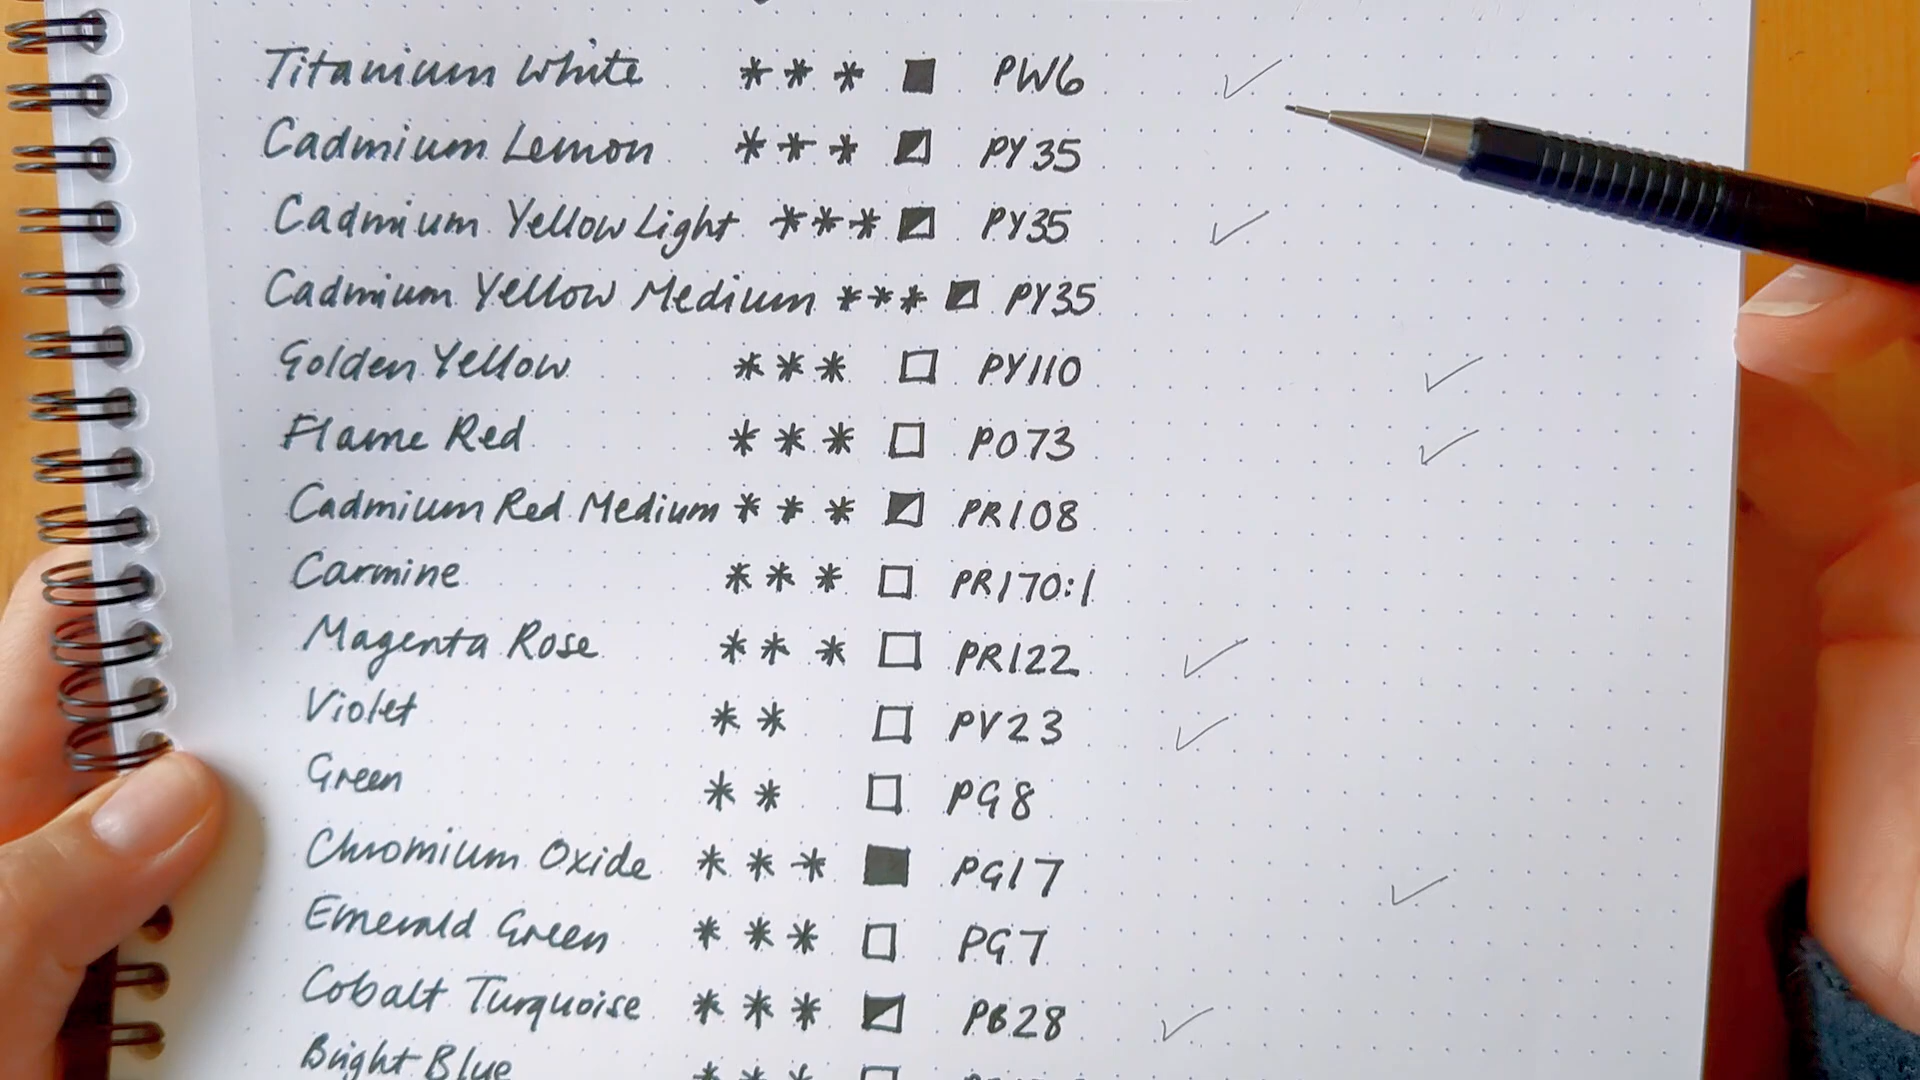 Titanium White * * * ■ PW6 ✓
Cadmium Lemon * * * ◪ PY35
Cadmium Yellow Light * * * ◪ PY35 ✓
Cadmium Yellow Medium * * * ◪ PY35
Golden Yellow * * * □ PY110 ✓
Flame Red * * * □ PO73 ✓
Cadmium Red Medium * * * ◪ PR108
Carmine * * * □ PR170:1
Magenta Rose * * * □ PR122 ✓
Violet * * □ PV23 ✓
Green * * □ PG8
Chromium Oxide * * * ■ PG17 ✓
Emerald Green * * * □ PG7
Cobalt Turquoise * * * ◪ PB28 ✓
Bright Blue * * * □